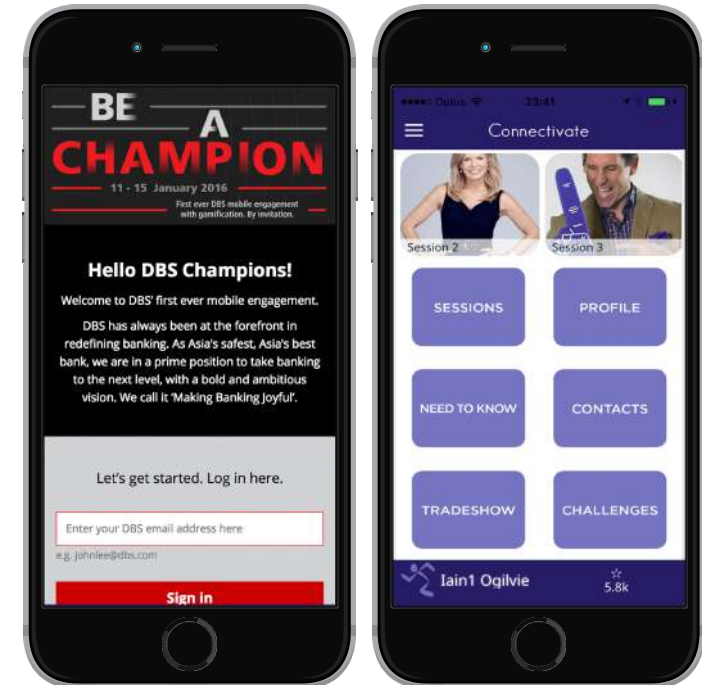 BE
A
CHAMPION
11 - 15 January 2016
First ever DBS mobile engagement
with gamification. By invitation.
Hello DBS Champions!
Welcome to DBS' first ever mobile engagement.
DBS has always been at the forefront in
redefining banking. As Asia's safest, Asia's best
bank, we are in a prime position to take banking
to the next level, with a bold and ambitious
vision. We call it 'Making Banking Joyful'.
Let's get started. Log in here.
Enter your DBS email address here
e.g. johnlee@dbs.com
Sign in
Optus 23:41
Connectivate
Session 2
Session 3
SESSIONS
PROFILE
NEED TO KNOW
CONTACTS
TRADESHOW
CHALLENGES
Iain1 Ogilvie
5.8k